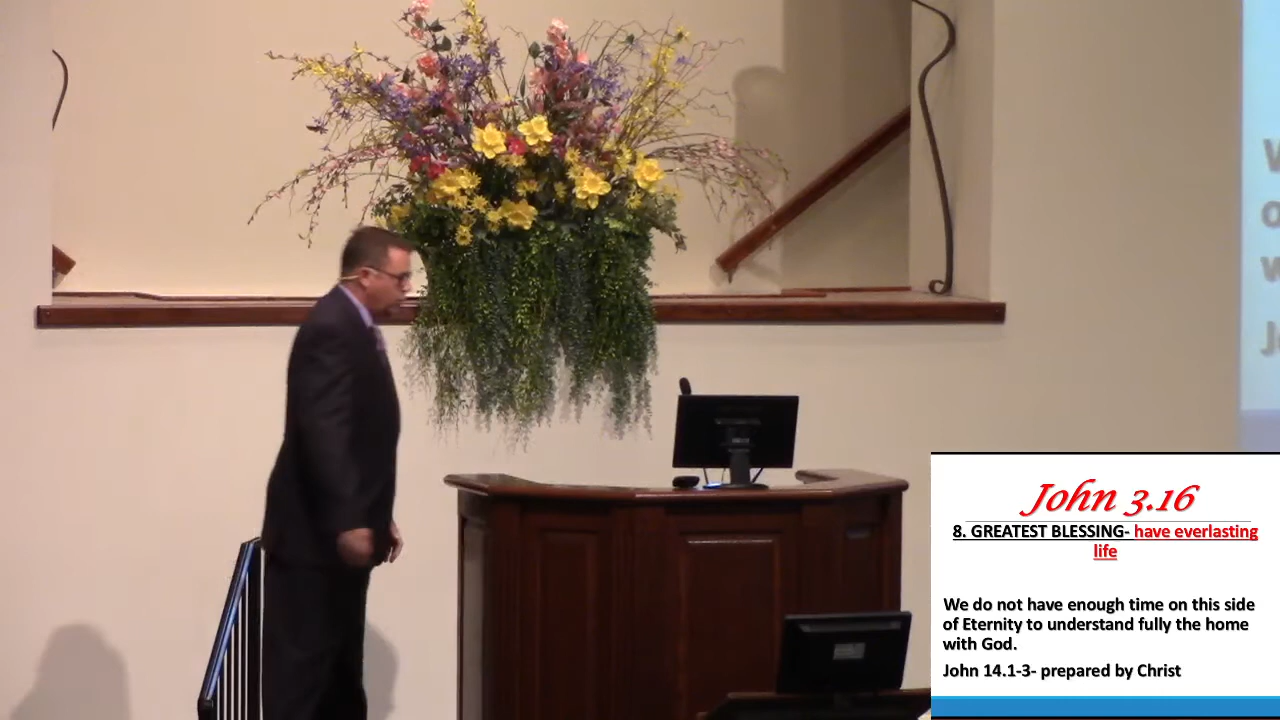 John 3.16
8. GREATEST BLESSING- have everlasting
life
We do not have enough time on this side
of Eternity to understand fully the home
with God.
John 14.1-3- prepared by Christ